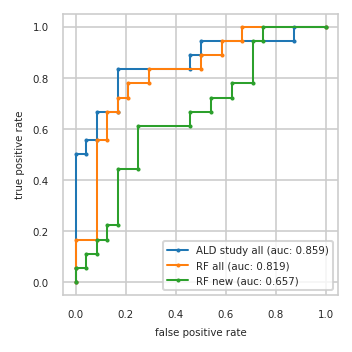 1.0
0.8
0.6
0.4
0.2
0.0
true positive rate
ALD study all (auc: 0.859)
RF all (auc: 0.819)
RF new (auc: 0.657)
0.0 0.2 0.4 0.6 0.8 1.0
false positive rate